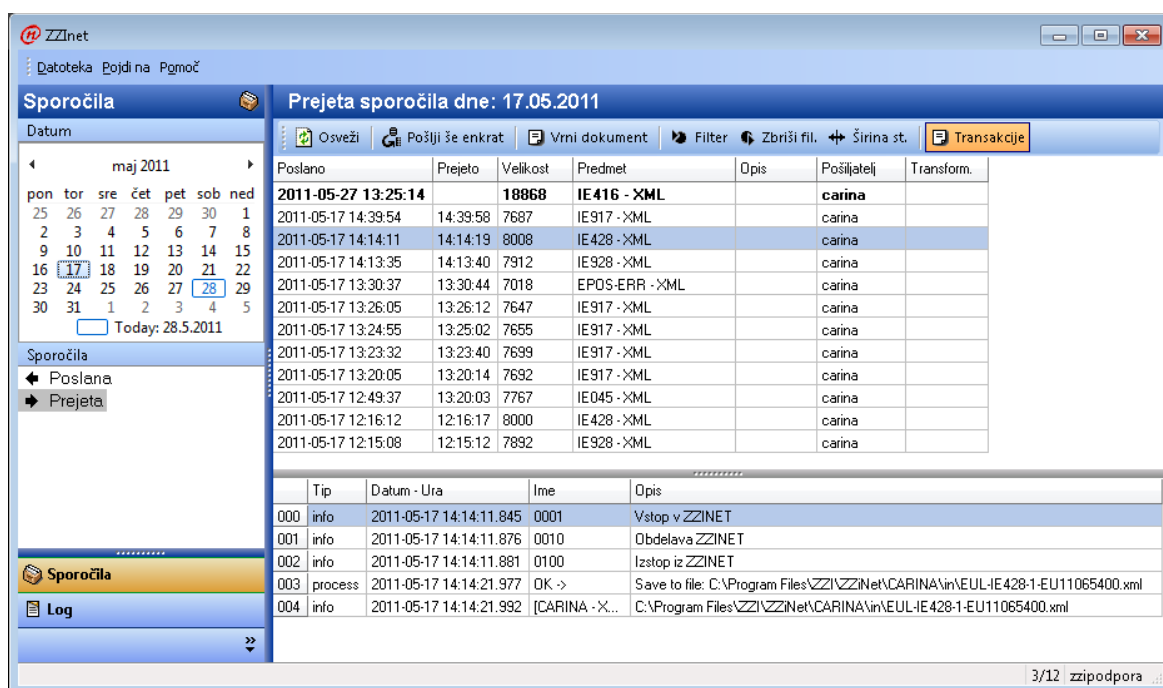 ZZInet
Datoteka Pojdi na Pomoč
Sporočila
Datum
maj 2011
pon tor sre čet pet sob ned
25 26 27 28 29 30 1
2 3 4 5 6 7 8
9 10 11 12 13 14 15
16 17 18 19 20 21 22
23 24 25 26 27 28 29
30 31 1 2 3 4 5
Today: 28.5.2011
Sporočila
Poslana
Prejeta
Sporočila
Log
Prejeta sporočila dne: 17.05.2011
Osveži Pošlji še enkrat Vrni dokument Filter Zbriši fil. Širina st. Transakcije
Poslano Prejeto Velikost Predmet Opis Pošiljatelj Transform.
2011-05-27 13:25:14 18868 IE416 - XML carina
2011-05-17 14:39:54 14:39:58 7687 IE917 - XML carina
2011-05-17 14:14:11 14:14:19 8008 IE428 - XML carina
2011-05-17 14:13:35 14:13:40 7912 IE928 - XML carina
2011-05-17 13:30:37 13:30:44 7018 EPOS-ERR - XML carina
2011-05-17 13:26:05 13:26:12 7647 IE917 - XML carina
2011-05-17 13:24:55 13:25:02 7655 IE917 - XML carina
2011-05-17 13:23:32 13:23:40 7699 IE917 - XML carina
2011-05-17 13:20:05 13:20:14 7692 IE917 - XML carina
2011-05-17 12:49:37 13:20:03 7767 IE045 - XML carina
2011-05-17 12:16:12 12:16:17 8000 IE428 - XML carina
2011-05-17 12:15:08 12:15:12 7892 IE928 - XML carina
Tip Datum - Ura Ime Opis
000 info 2011-05-17 14:14:11.845 0001 Vstop v ZZINET
001 info 2011-05-17 14:14:11.876 0010 Obdelava ZZINET
002 info 2011-05-17 14:14:11.881 0100 Izstop iz ZZINET
003 process 2011-05-17 14:14:21.977 OK -> Save to file: C:\Program Files\ZZI\ZZiNet\CARINA\in\EUL-IE428-1-EU11065400.xml
004 info 2011-05-17 14:14:21.992 [CARINA - X... C:\Program Files\ZZI\ZZiNet\CARINA\in\EUL-IE428-1-EU11065400.xml
3/12 zzipodpora